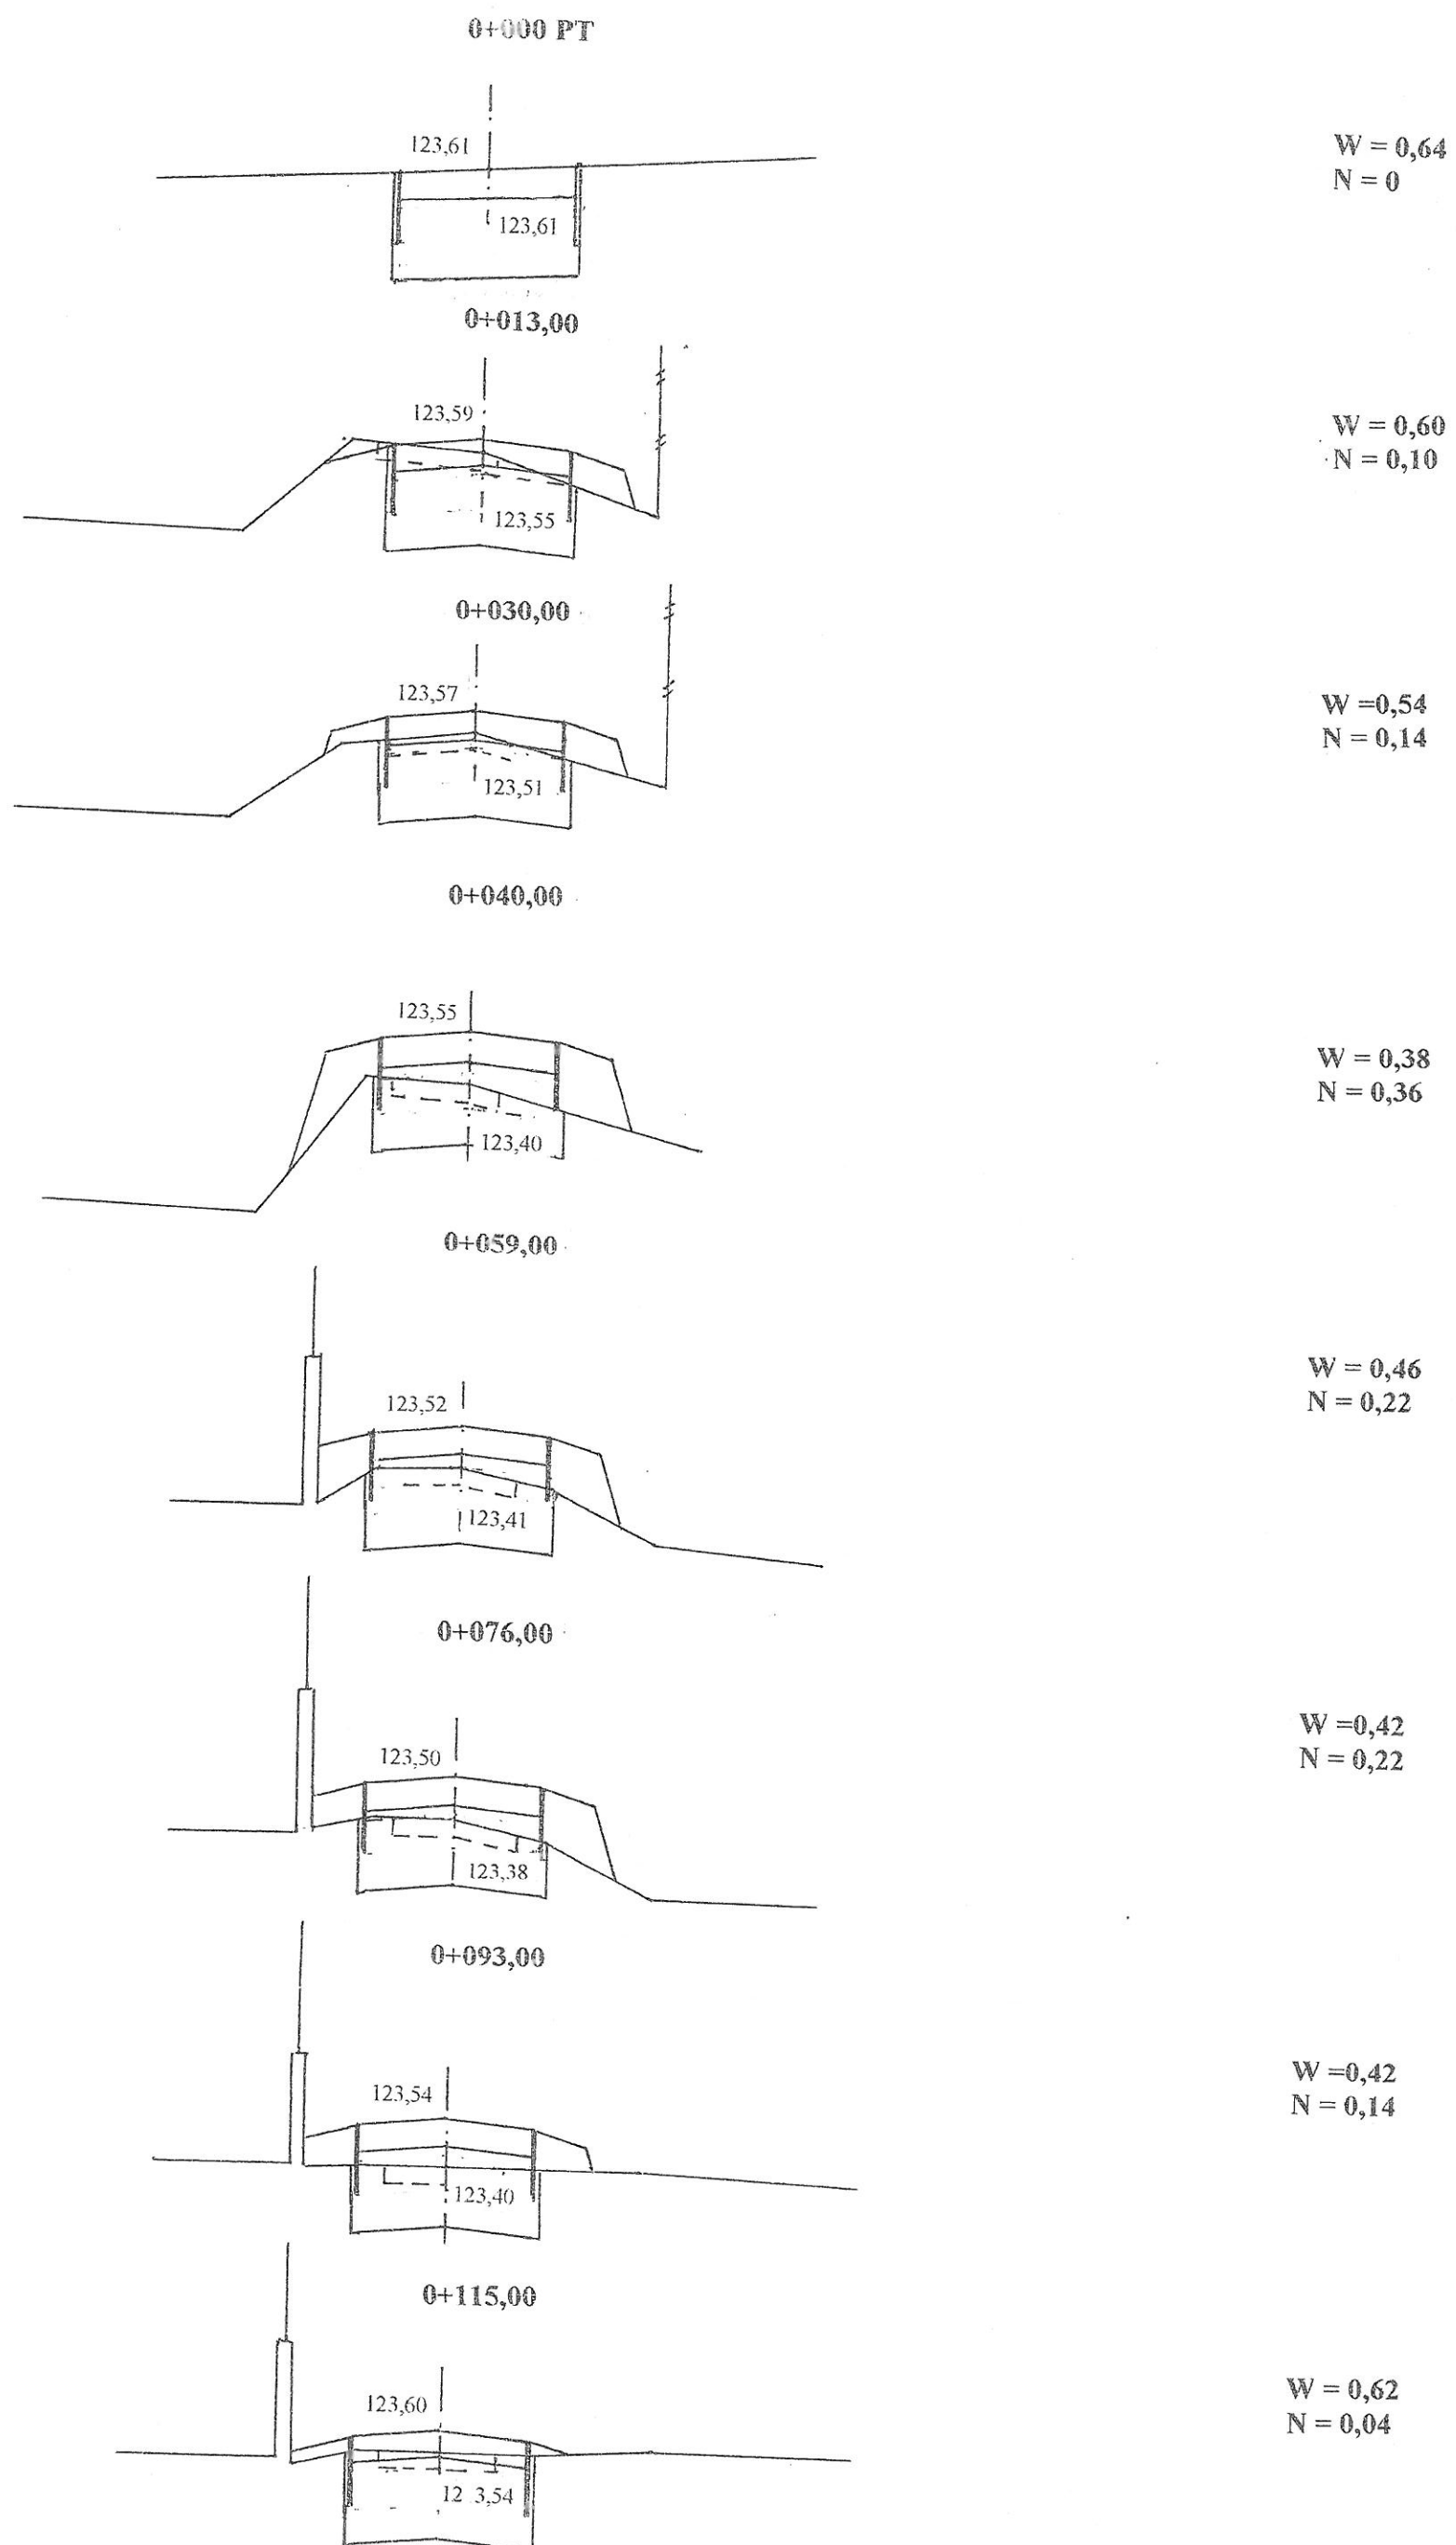 0+000 PT
123,61
W = 0,64
N = 0
123,61
0+013,00
123,59
W = 0,60
N = 0,10
123,55
0+030,00
123,57
W =0,54
N = 0,14
123,51
0+040,00
123,55
W = 0,38
N = 0,36
123,40
0+059,00
W = 0,46
123,52
N = 0,22
123,41
0+076,00
W =0,42
123,50
N = 0,22
123,38
0+093,00
W =0,42
123,54
N = 0,14
123,40
0+115,00
W = 0,62
123,60
N = 0,04
12 3,54